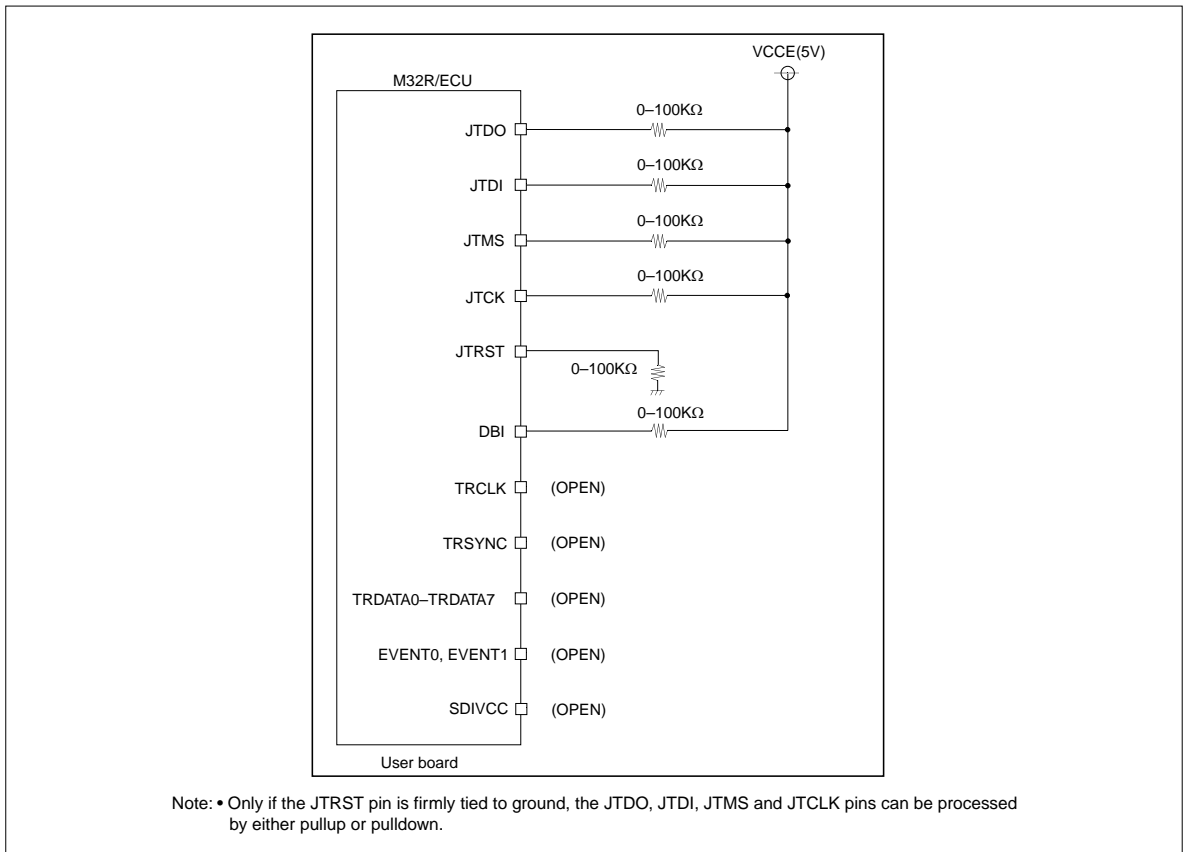 VCCE(5V)
M32R/ECU
JTDO
0–100KΩ
JTDI
0–100KΩ
JTMS
0–100KΩ
JTCK
0–100KΩ
JTRST
0–100KΩ
DBI
0–100KΩ
TRCLK (OPEN)
TRSYNC (OPEN)
TRDATA0–TRDATA7 (OPEN)
EVENT0, EVENT1 (OPEN)
SDIVCC (OPEN)
User board
Note: • Only if the JTRST pin is firmly tied to ground, the JTDO, JTDI, JTMS and JTCLK pins can be processed
by either pullup or pulldown.